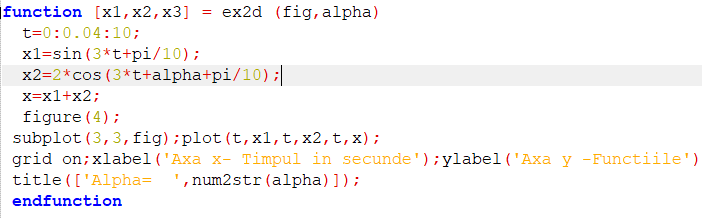 function [x1,x2,x3] = ex2d (fig,alpha)
t=0:0.04:10;
x1=sin(3*t+pi/10);
x2=2*cos(3*t+alpha+pi/10);
x=x1+x2;
figure(4);
subplot(3,3,fig);plot(t,x1,t,x2,t,x);
grid on;xlabel('Axa x- Timpul in secunde');ylabel('Axa y -Functiile')
title(['Alpha=  ',num2str(alpha)]);
endfunction